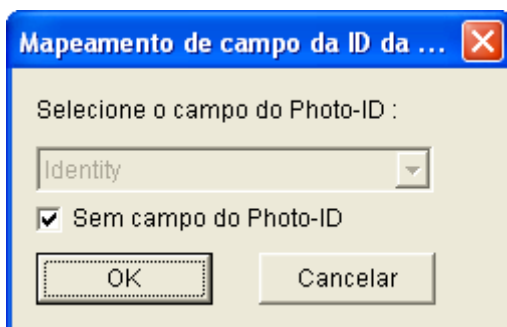 Mapeamento de campo da ID da ...
Selecione o campo do Photo-ID :
Identity
Sem campo do Photo-ID
OK Cancelar